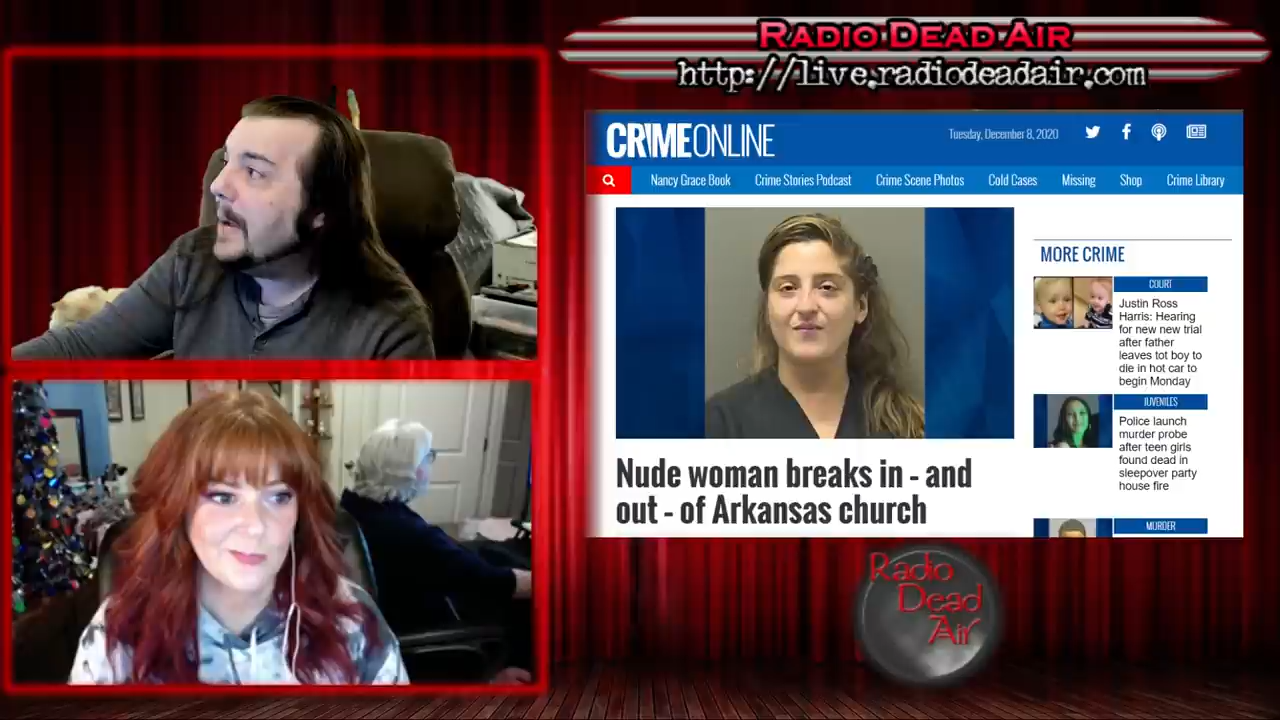 RADIO DEAD AIR
http://live.radiodeadair.com
CRIMEONLINE
Tuesday, December 8, 2020
Nancy Grace Book
Crime Stories Podcast
Crime Scene Photos
Cold Cases
Missing
Shop
Crime Library
Nude woman breaks in - and
out - of Arkansas church
MORE CRIME
COURT
Justin Ross
Harris: Hearing
for new new trial
after father
leaves tot boy to
die in hot car to
begin Monday
JUVENILES
Police launch
murder probe
after teen girls
found dead in
sleepover party
house fire
MURDER
Radio
Dead
Air